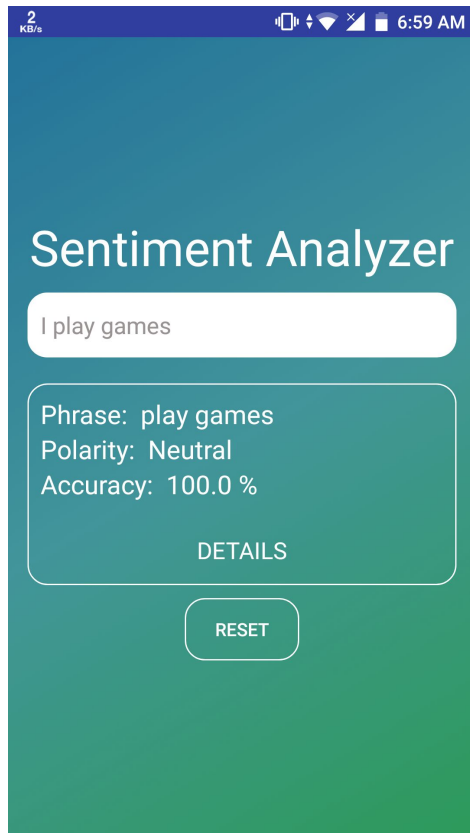 2
KB/s
6:59 AM
Sentiment Analyzer
I play games
Phrase:  play games
Polarity:  Neutral
Accuracy:  100.0 %
DETAILS
RESET